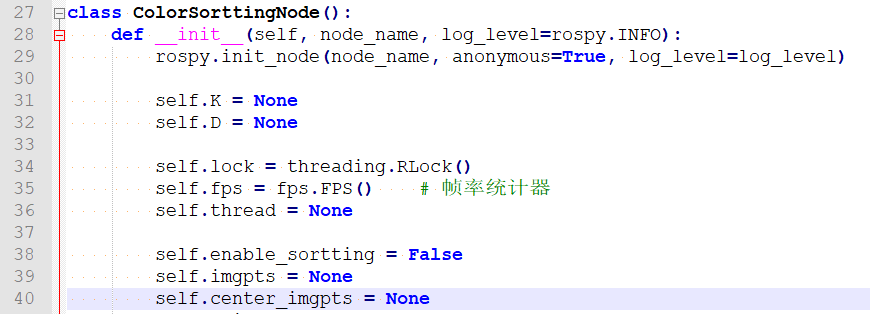 27 class ColorSorttingNode():
28 def __init__(self, node_name, log_level=rospy.INFO):
29 rospy.init_node(node_name, anonymous=True, log_level=log_level)
30
31 self.K = None
32 self.D = None
33
34 self.lock = threading.RLock()
35 self.fps = fps.FPS() # 帧率统计器
36 self.thread = None
37
38 self.enable_sortting = False
39 self.imgpts = None
40 self.center_imgpts = None